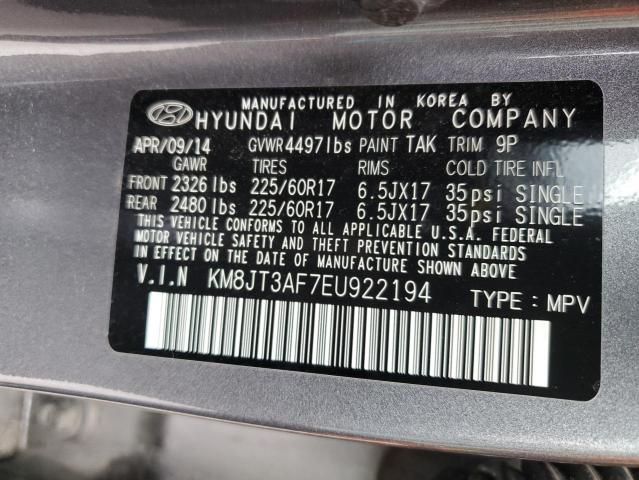 MANUFACTURED IN KOREA BY
HYUNDAI MOTOR COMPANY
APR/09/14 GVWR 4497lbs PAINT TAK TRIM 9P
GAWR TIRES RIMS COLD TIRE INFL
FRONT 2326 lbs 225/60R17 6.5JX17 35psi SINGLE
REAR 2480 lbs 225/60R17 6.5JX17 35psi SINGLE
THIS VEHICLE CONFORMS TO ALL APPLICABLE U.S.A. FEDERAL
MOTOR VEHICLE SAFETY AND THEFT PREVENTION STANDARDS
IN EFFECT ON THE DATE OF MANUFACTURE SHOWN ABOVE.
V.I.N KM8JT3AF7EU922194 TYPE : MPV